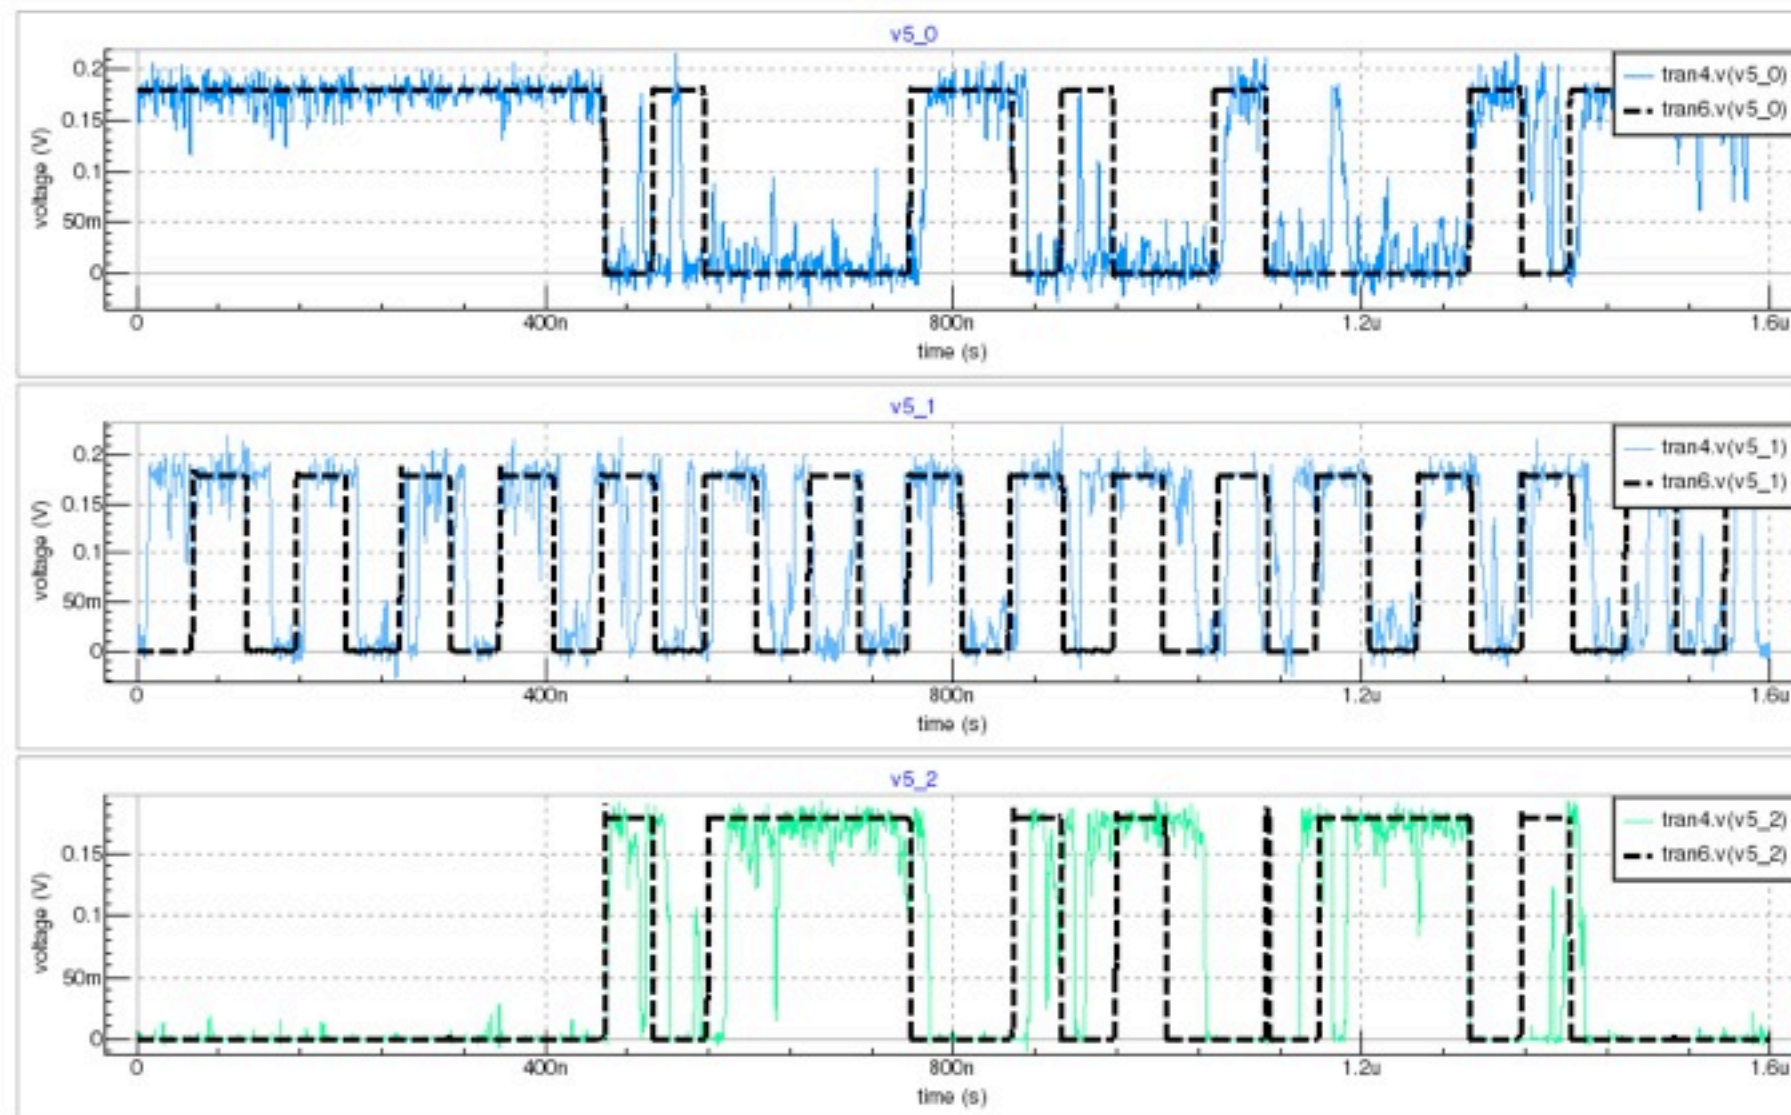 v5_0
0.2
0.15
0.1
50m
0
voltage (V)
tran4.v(v5_0)
tran6.v(v5_0)
0 400n 800n 1.2u 1.6u
time (s)
v5_1
0.2
0.15
0.1
50m
0
voltage (V)
tran4.v(v5_1)
tran6.v(v5_1)
0 400n 800n 1.2u 1.6u
time (s)
v5_2
0.15
0.1
50m
0
voltage (V)
tran4.v(v5_2)
tran6.v(v5_2)
0 400n 800n 1.2u 1.6u
time (s)